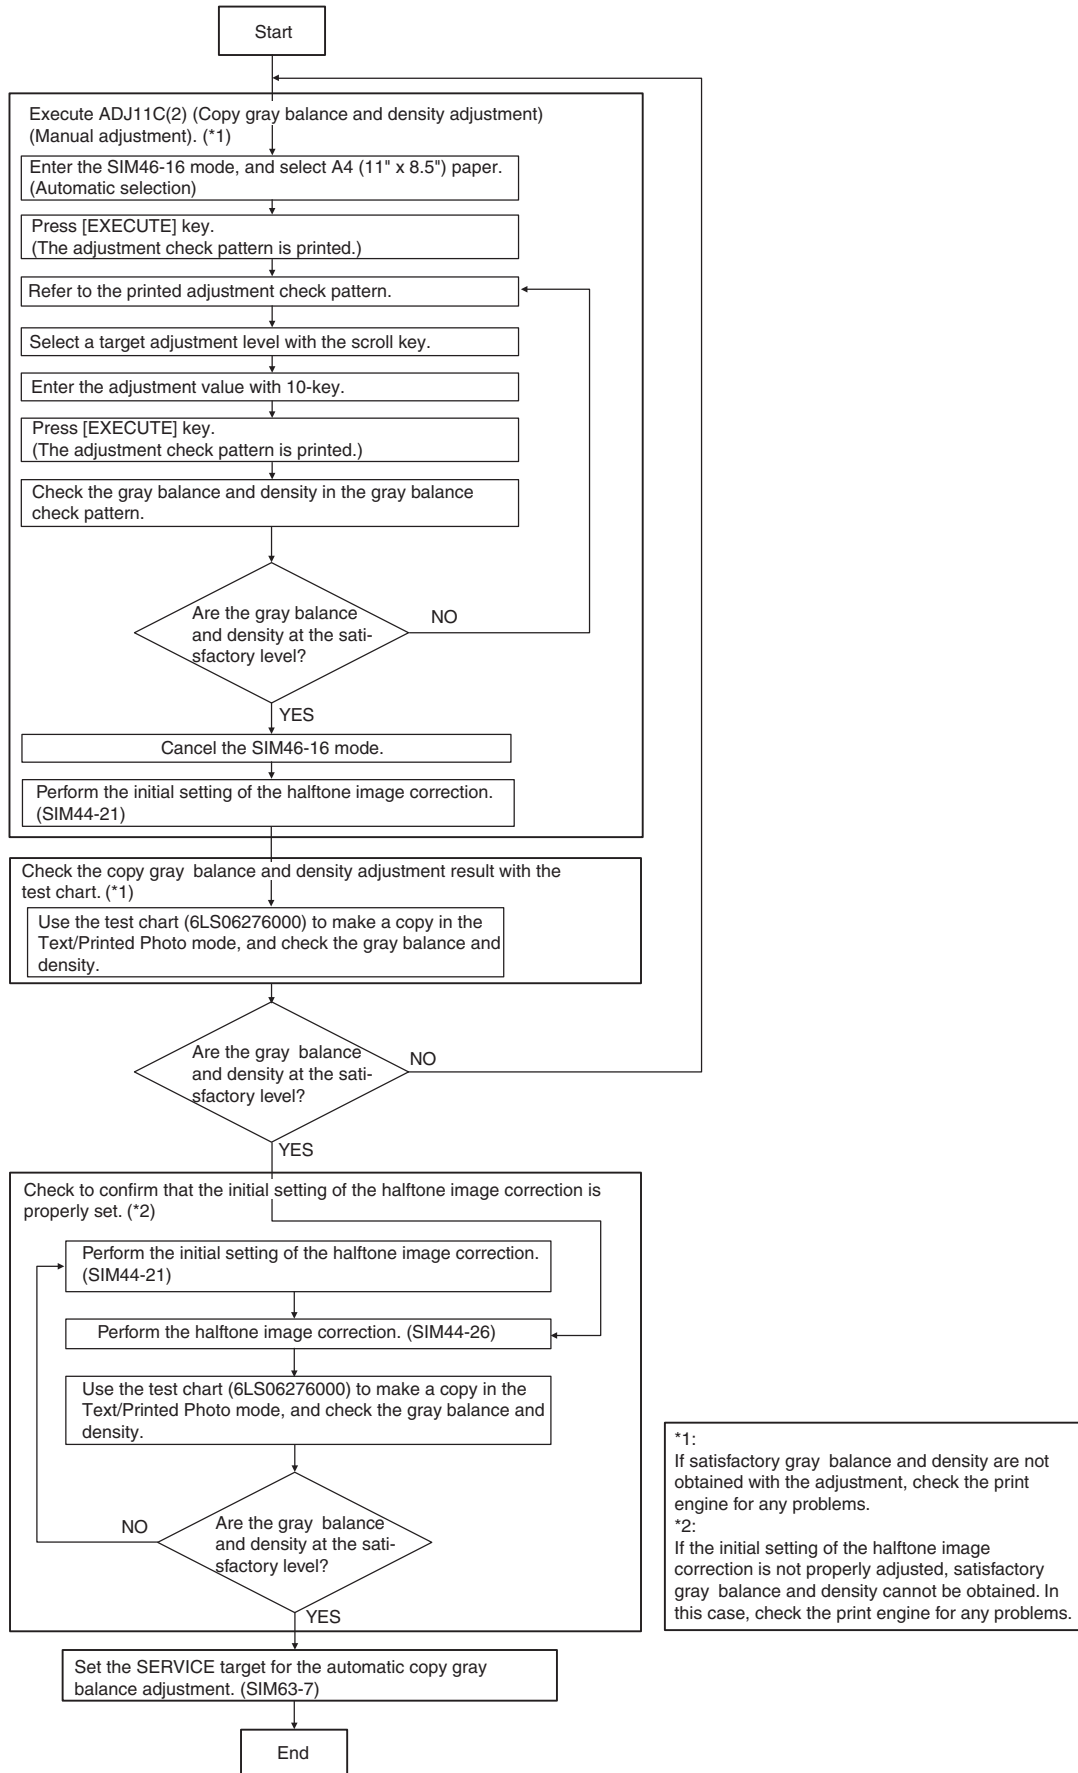 Start
Execute ADJ11C(2) (Copy gray balance and density adjustment)
(Manual adjustment). (*1)
Enter the SIM46-16 mode, and select A4 (11" x 8.5") paper.
(Automatic selection)
Press [EXECUTE] key.
(The adjustment check pattern is printed.)
Refer to the printed adjustment check pattern.
Select a target adjustment level with the scroll key.
Enter the adjustment value with 10-key.
Press [EXECUTE] key.
(The adjustment check pattern is printed.)
Check the gray balance and density in the gray balance
check pattern.
Are the gray balance
and density at the sati-
sfactory level?
NO
YES
Cancel the SIM46-16 mode.
Perform the initial setting of the halftone image correction.
(SIM44-21)
Check the copy gray balance and density adjustment result with the
test chart. (*1)
Use the test chart (6LS06276000) to make a copy in the
Text/Printed Photo mode, and check the gray balance and
density.
Are the gray balance
and density at the sati-
sfactory level?
NO
YES
Check to confirm that the initial setting of the halftone image correction is
properly set. (*2)
Perform the initial setting of the halftone image correction.
(SIM44-21)
Perform the halftone image correction. (SIM44-26)
Use the test chart (6LS06276000) to make a copy in the
Text/Printed Photo mode, and check the gray balance and
density.
Are the gray balance
and density at the sati-
sfactory level?
NO
YES
Set the SERVICE target for the automatic copy gray
balance adjustment. (SIM63-7)
End
*1:
If satisfactory gray balance and density are not
obtained with the adjustment, check the print
engine for any problems.
*2:
If the initial setting of the halftone image
correction is not properly adjusted, satisfactory
gray balance and density cannot be obtained. In
this case, check the print engine for any problems.